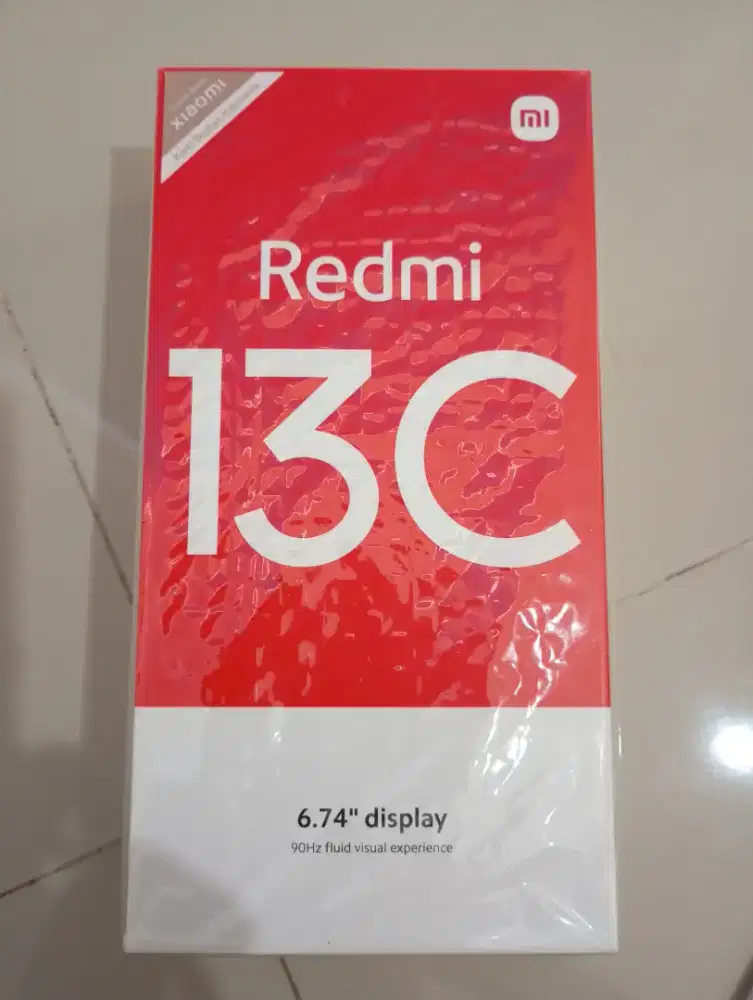 xiaomi
mi
Redmi
13C
6.74" display
90Hz fluid visual experience